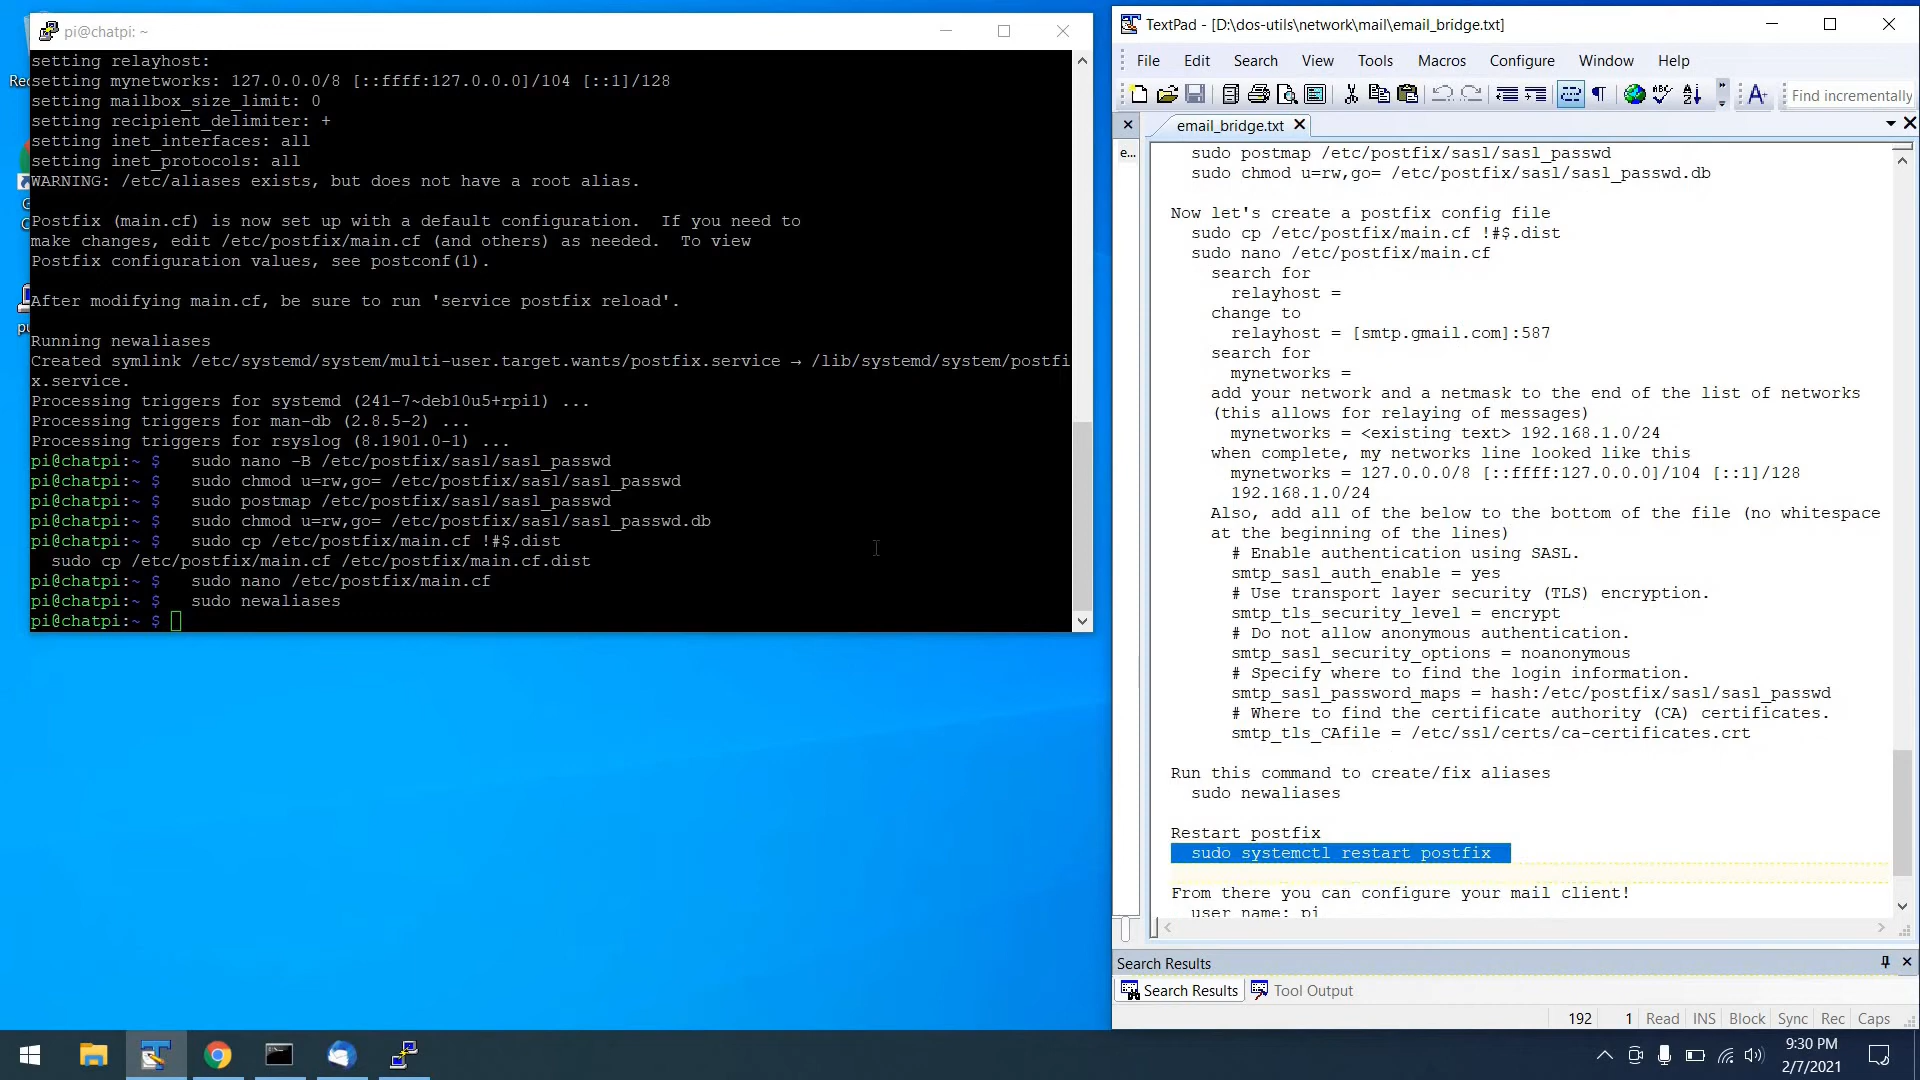 pi@chatpi: ~
setting relayhost:
setting mynetworks: 127.0.0.0/8 [::ffff:127.0.0.0]/104 [::1]/128
setting mailbox_size_limit: 0
setting recipient_delimiter: +
setting inet_interfaces: all
setting inet_protocols: all
WARNING: /etc/aliases exists, but does not have a root alias.
Postfix (main.cf) is now set up with a default configuration.  If you need to
make changes, edit /etc/postfix/main.cf (and others) as needed.  To view
Postfix configuration values, see postconf(1).
After modifying main.cf, be sure to run 'service postfix reload'.
Running newaliases
Created symlink /etc/systemd/system/multi-user.target.wants/postfix.service → /lib/systemd/system/postfi
x.service.
Processing triggers for systemd (241-7~deb10u5+rpi1) ...
Processing triggers for man-db (2.8.5-2) ...
Processing triggers for rsyslog (8.1901.0-1) ...
pi@chatpi:~ $   sudo nano -B /etc/postfix/sasl/sasl_passwd
pi@chatpi:~ $   sudo chmod u=rw,go= /etc/postfix/sasl/sasl_passwd
pi@chatpi:~ $   sudo postmap /etc/postfix/sasl/sasl_passwd
pi@chatpi:~ $   sudo chmod u=rw,go= /etc/postfix/sasl/sasl_passwd.db
pi@chatpi:~ $   sudo cp /etc/postfix/main.cf !#$.dist
  sudo cp /etc/postfix/main.cf /etc/postfix/main.cf.dist
pi@chatpi:~ $   sudo nano /etc/postfix/main.cf
pi@chatpi:~ $   sudo newaliases
pi@chatpi:~ $
TextPad - [D:\dos-utils\network\mail\email_bridge.txt]
File Edit Search View Tools Macros Configure Window Help
Find incrementally
email_bridge.txt
e...
sudo postmap /etc/postfix/sasl/sasl_passwd
sudo chmod u=rw,go= /etc/postfix/sasl/sasl_passwd.db
Now let's create a postfix config file
sudo cp /etc/postfix/main.cf !#$.dist
sudo nano /etc/postfix/main.cf
search for
relayhost =
change to
relayhost = [smtp.gmail.com]:587
search for
mynetworks =
add your network and a netmask to the end of the list of networks
(this allows for relaying of messages)
mynetworks = <existing text> 192.168.1.0/24
when complete, my networks line looked like this
mynetworks = 127.0.0.0/8 [::ffff:127.0.0.0]/104 [::1]/128
192.168.1.0/24
Also, add all of the below to the bottom of the file (no whitespace
at the beginning of the lines)
# Enable authentication using SASL.
smtp_sasl_auth_enable = yes
# Use transport layer security (TLS) encryption.
smtp_tls_security_level = encrypt
# Do not allow anonymous authentication.
smtp_sasl_security_options = noanonymous
# Specify where to find the login information.
smtp_sasl_password_maps = hash:/etc/postfix/sasl/sasl_passwd
# Where to find the certificate authority (CA) certificates.
smtp_tls_CAfile = /etc/ssl/certs/ca-certificates.crt
Run this command to create/fix aliases
sudo newaliases
Restart postfix
sudo systemctl restart postfix
From there you can configure your mail client!
user name: pi
Search Results
Search Results Tool Output
192 1 Read INS Block Sync Rec Caps
9:30 PM
2/7/2021